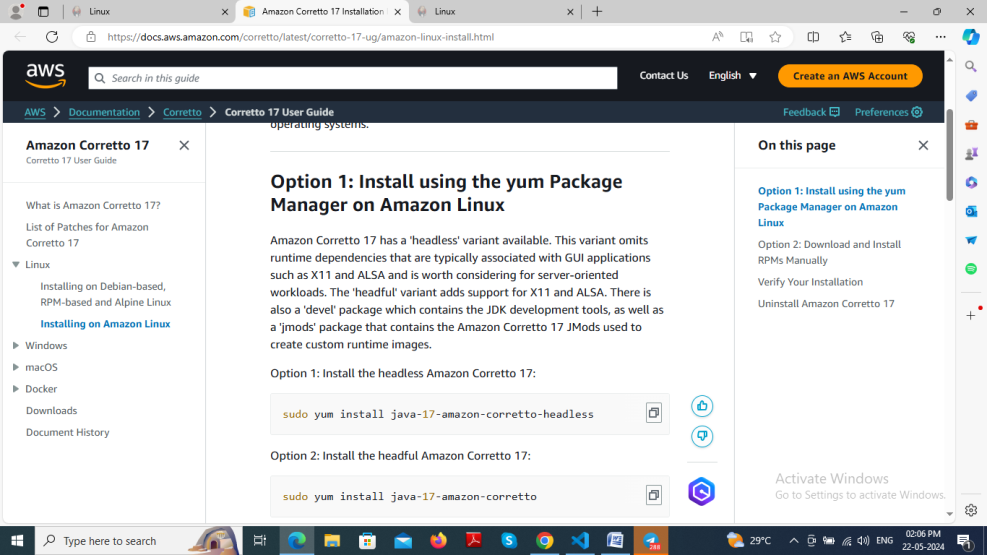 Linux
Amazon Corretto 17 Installation
Linux
https://docs.aws.amazon.com/corretto/latest/corretto-17-ug/amazon-linux-install.html
aws
Search in this guide
Contact Us
English
Create an AWS Account
AWS
Documentation
Corretto
Corretto 17 User Guide
Feedback
Preferences
Amazon Corretto 17
Corretto 17 User Guide
What is Amazon Corretto 17?
List of Patches for Amazon
Corretto 17
Linux
Installing on Debian-based,
RPM-based and Alpine Linux
Installing on Amazon Linux
Windows
macOS
Docker
Downloads
Document History
operating systems.
Option 1: Install using the yum Package
Manager on Amazon Linux
Amazon Corretto 17 has a 'headless' variant available. This variant omits
runtime dependencies that are typically associated with GUI applications
such as X11 and ALSA and is worth considering for server-oriented
workloads. The 'headful' variant adds support for X11 and ALSA. There is
also a 'devel' package which contains the JDK development tools, as well as
a 'jmods' package that contains the Amazon Corretto 17 JMods used to
create custom runtime images.
Option 1: Install the headless Amazon Corretto 17:
sudo yum install java-17-amazon-corretto-headless
Option 2: Install the headful Amazon Corretto 17:
sudo yum install java-17-amazon-corretto
On this page
Option 1: Install using the yum
Package Manager on Amazon
Linux
Option 2: Download and Install
RPMs Manually
Verify Your Installation
Uninstall Amazon Corretto 17
Activate Windows
Go to Settings to activate Windows.
Type here to search
29°C
ENG
02:06 PM
22-05-2024